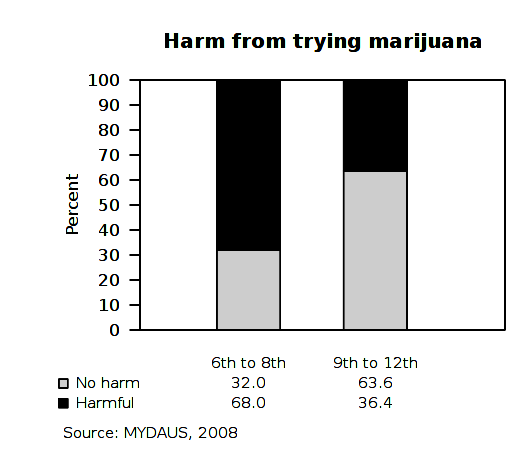 Harm from trying marijuana
100
90
80
70
60
50
40
30
20
10
0
Percent
6th to 8th 9th to 12th
No harm 32.0 63.6
Harmful 68.0 36.4
Source: MYDAUS, 2008